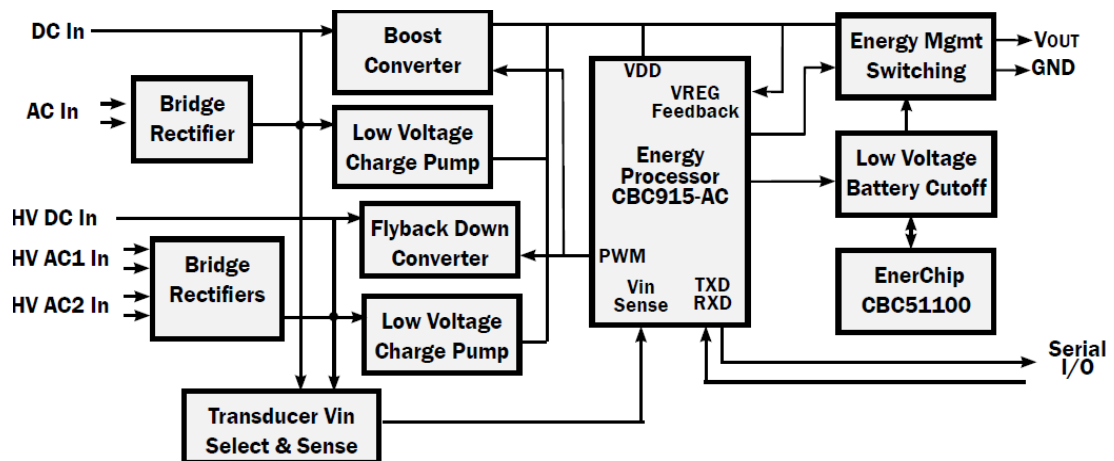 DC In
Boost
Converter
Energy Mgmt
Switching
VOUT
GND
VDD
VREG
Feedback
AC In
Bridge
Rectifier
Low Voltage
Charge Pump
Energy
Processor
CBC915-AC
Low Voltage
Battery Cutoff
HV DC In
Flyback Down
Converter
HV AC1 In
HV AC2 In
Bridge
Rectifiers
PWM
Vin
Sense
TXD
RXD
EnerChip
CBC51100
Low Voltage
Charge Pump
Serial
I/O
Transducer Vin
Select & Sense